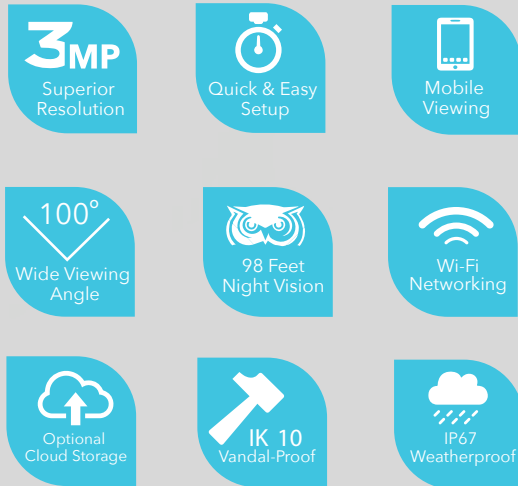 3MP
Superior
Resolution
Quick & Easy
Setup
Mobile
Viewing
100°
Wide Viewing
Angle
98 Feet
Night Vision
Wi-Fi
Networking
Optional
Cloud Storage
IK 10
Vandal-Proof
IP67
Weatherproof